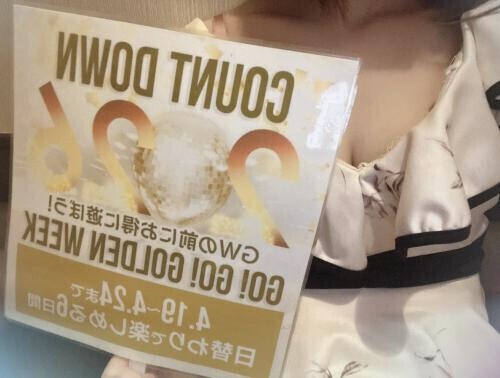 COUNT DOWN
2026
GWの前にお得に遊ぼう!
GO! GO! GOLDEN WEEK
4.19～4.24まで
日替わりで楽しめる6日間